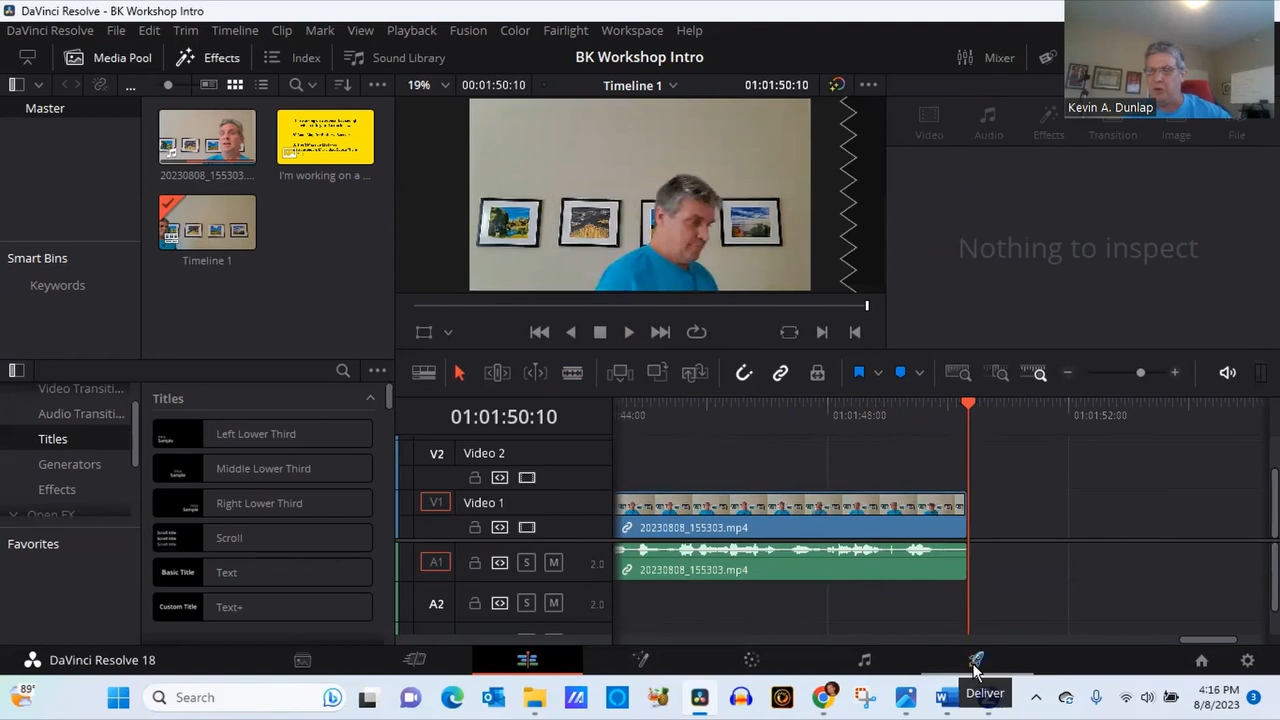 DaVinci Resolve - BK Workshop Intro
DaVinci Resolve File Edit Trim Timeline Clip Mark View Playback Fusion Color Fairlight Workspace Help
Media Pool Effects Index Sound Library BK Workshop Intro Mixer
19% 00:01:50:10 Timeline 1 01:01:50:10
Kevin A. Dunlap
Master
Video Audio Effects Transition Image File
20230808_155303.... I'm working on a ...
Nothing to inspect
Timeline 1
Smart Bins
Keywords
Video Transiti...
Audio Transiti...
Titles
Generators
Effects
Open FX
Favorites
Titles
Left Lower Third
Middle Lower Third
Right Lower Third
Scroll
Basic Title Text
Custom Title Text+
01:01:50:10
44:00 01:01:48:00 01:01:52:00
V2 Video 2
V1 Video 1
20230808_155303.mp4
A1 S M 2.0
20230808_155303.mp4
A2 S M 2.0
DaVinci Resolve 18
Deliver
89°
Search
4:16 PM
8/8/2023
3